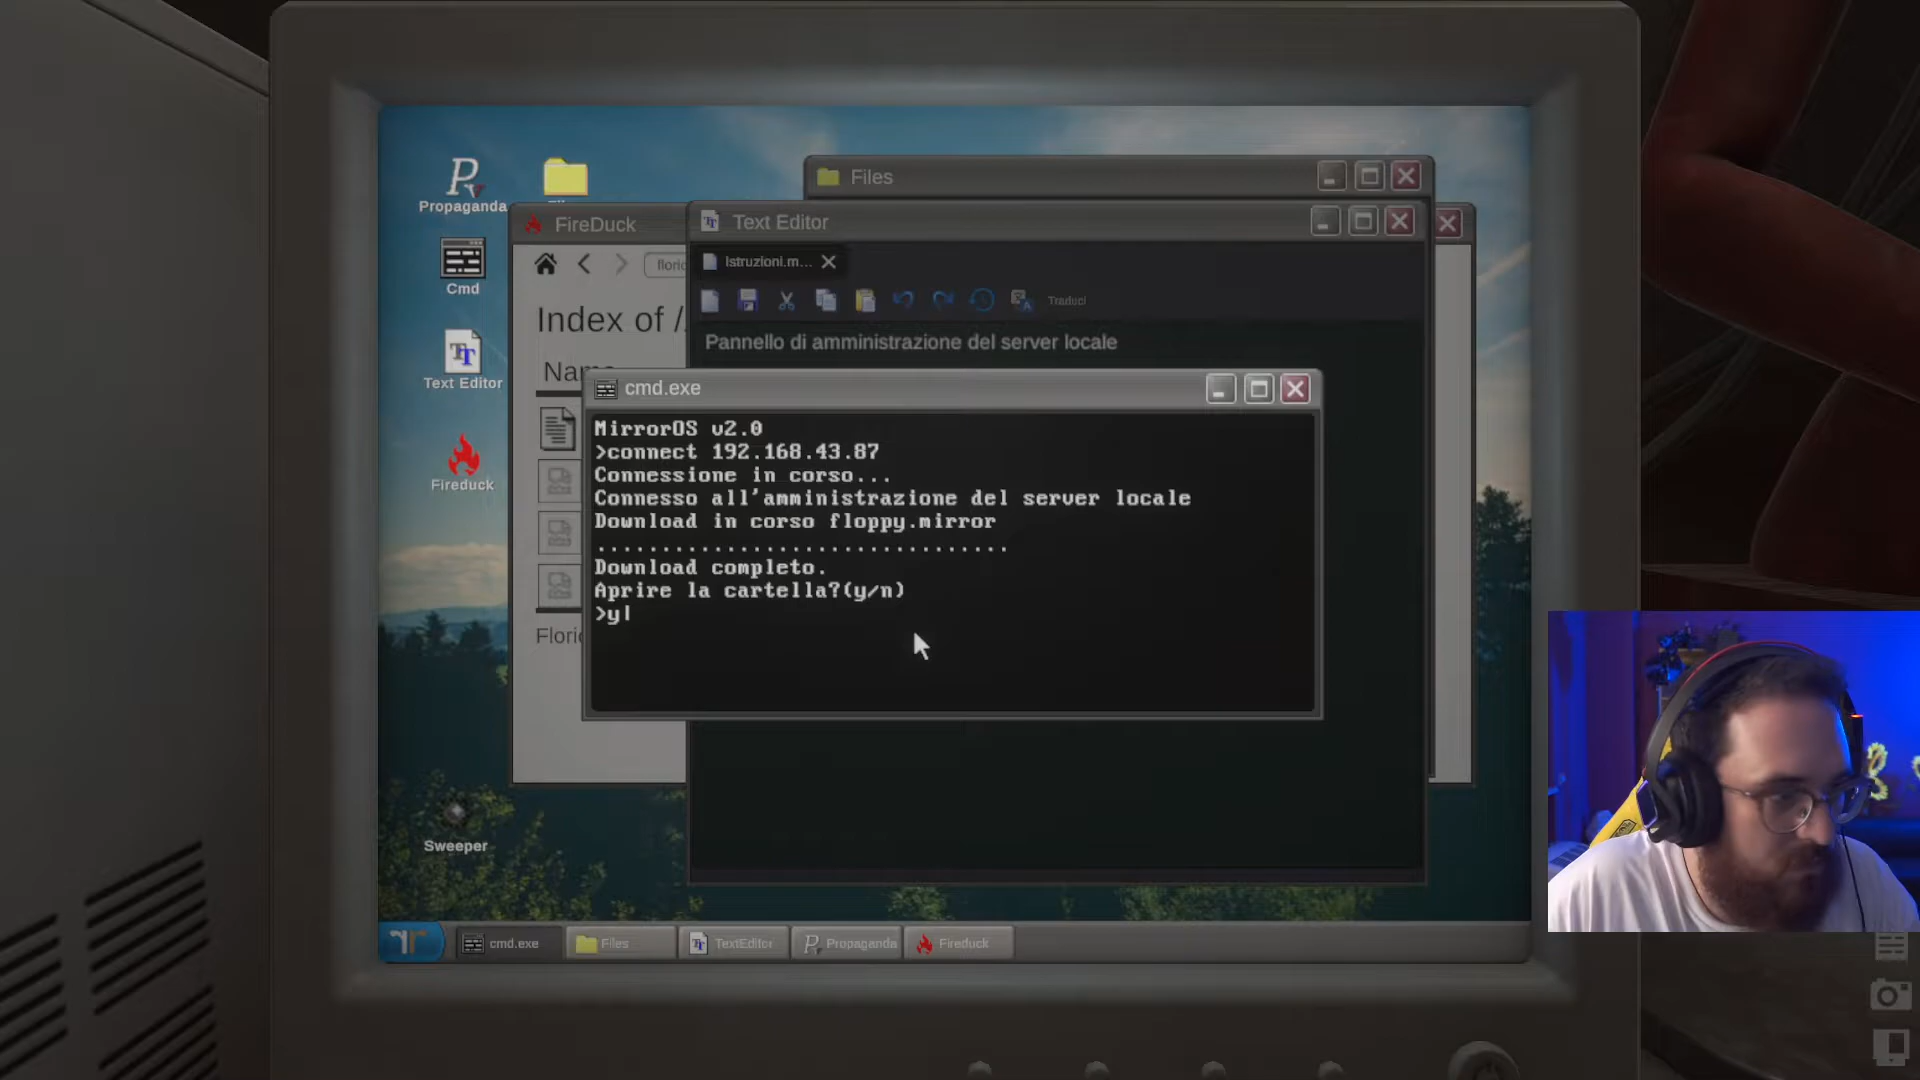 Propaganda
Cmd
Text Editor
Fireduck
Sweeper
Files
FireDuck
Text Editor
Istruzioni.m...
Traduci
Index of /
Pannello di amministrazione del server locale
cmd.exe
MirrorOS v2.0
>connect 192.168.43.87
Connessione in corso...
Connesso all'amministrazione del server locale
Download in corso floppy.mirror
...................................
Download completo.
Aprire la cartella?(y/n)
>y
cmd.exe
Files
TextEditor
Propaganda
Fireduck